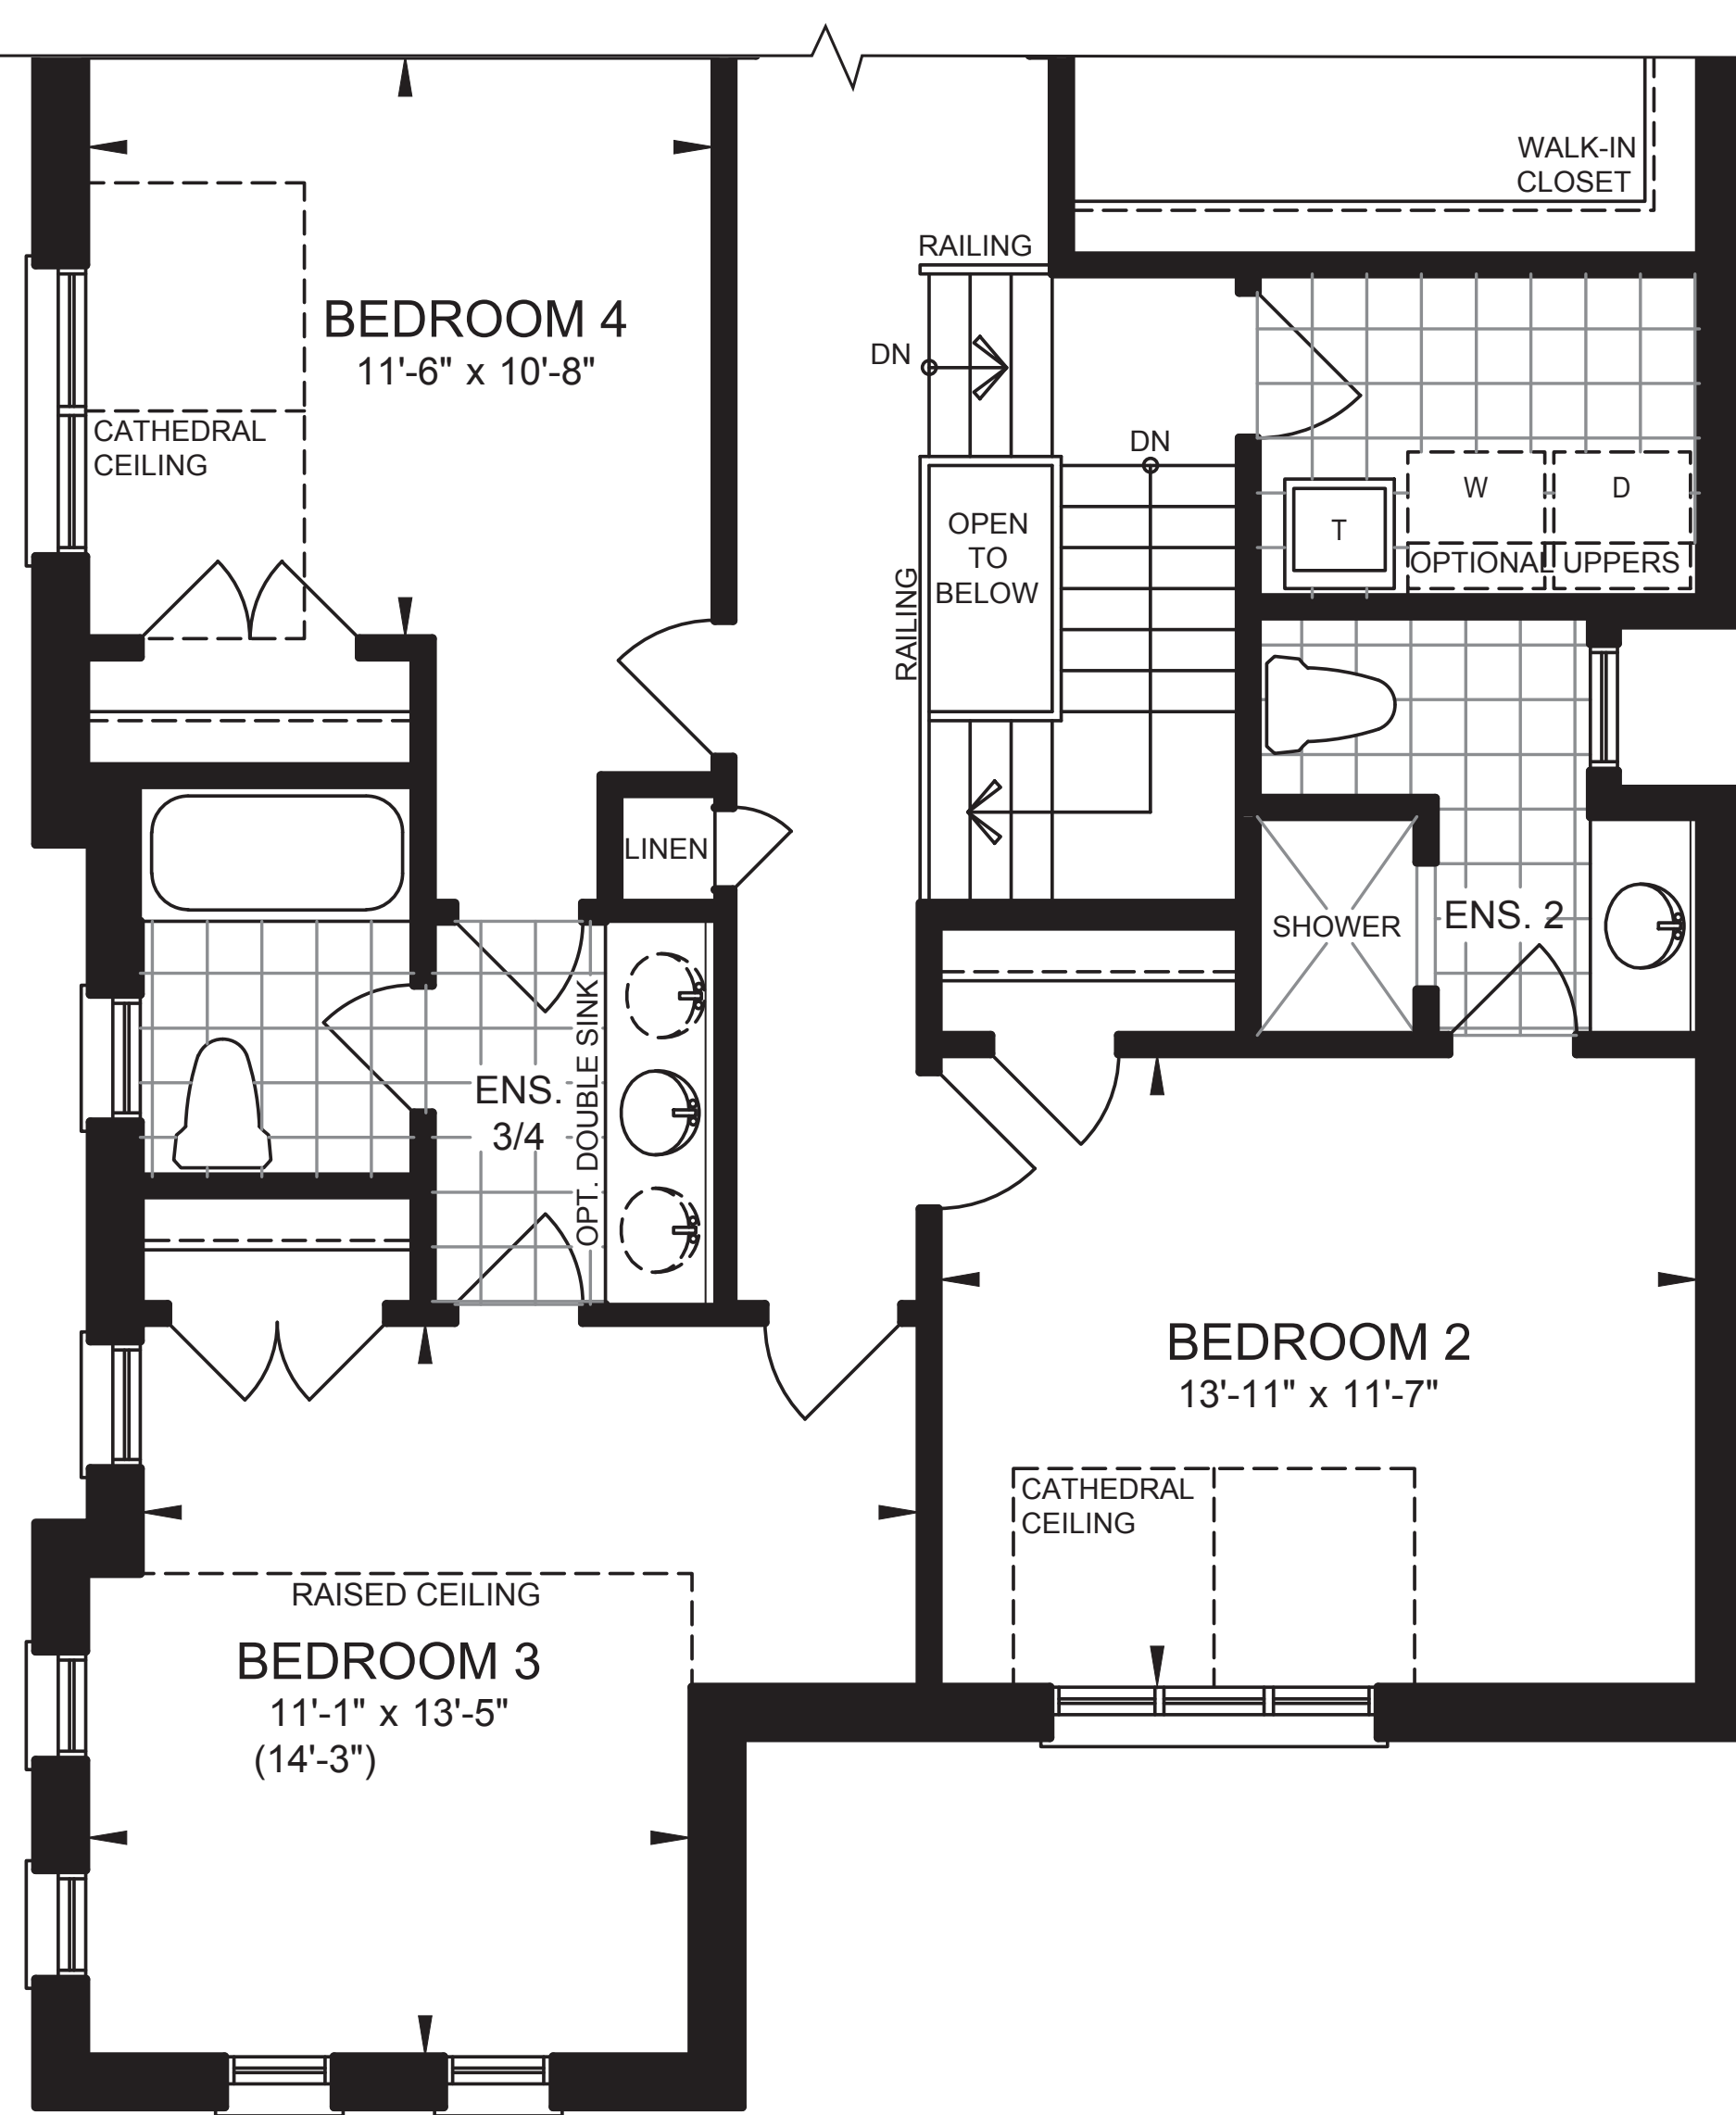 WALK-IN
CLOSET
RAILING
BEDROOM 4
11'-6" x 10'-8"
DN
CATHEDRAL
CEILING
DN
W
D
T
OPTIONAL UPPERS
OPEN
TO
BELOW
RAILING
LINEN
SHOWER
ENS. 2
OPT. DOUBLE SINK
ENS.
3/4
BEDROOM 2
13'-11" x 11'-7"
CATHEDRAL
CEILING
RAISED CEILING
BEDROOM 3
11'-1" x 13'-5"
(14'-3")